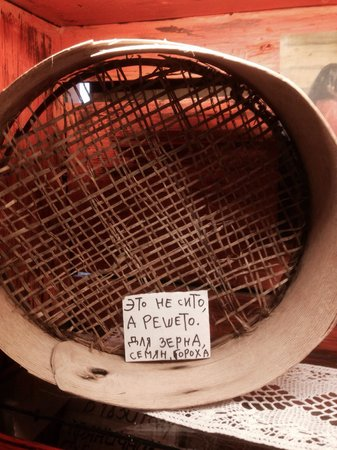 ЭТО НЕ СИТО,
А РЕШЕТО.
ДЛЯ ЗЕРНА,
СЕМЯН, ГОРОХА